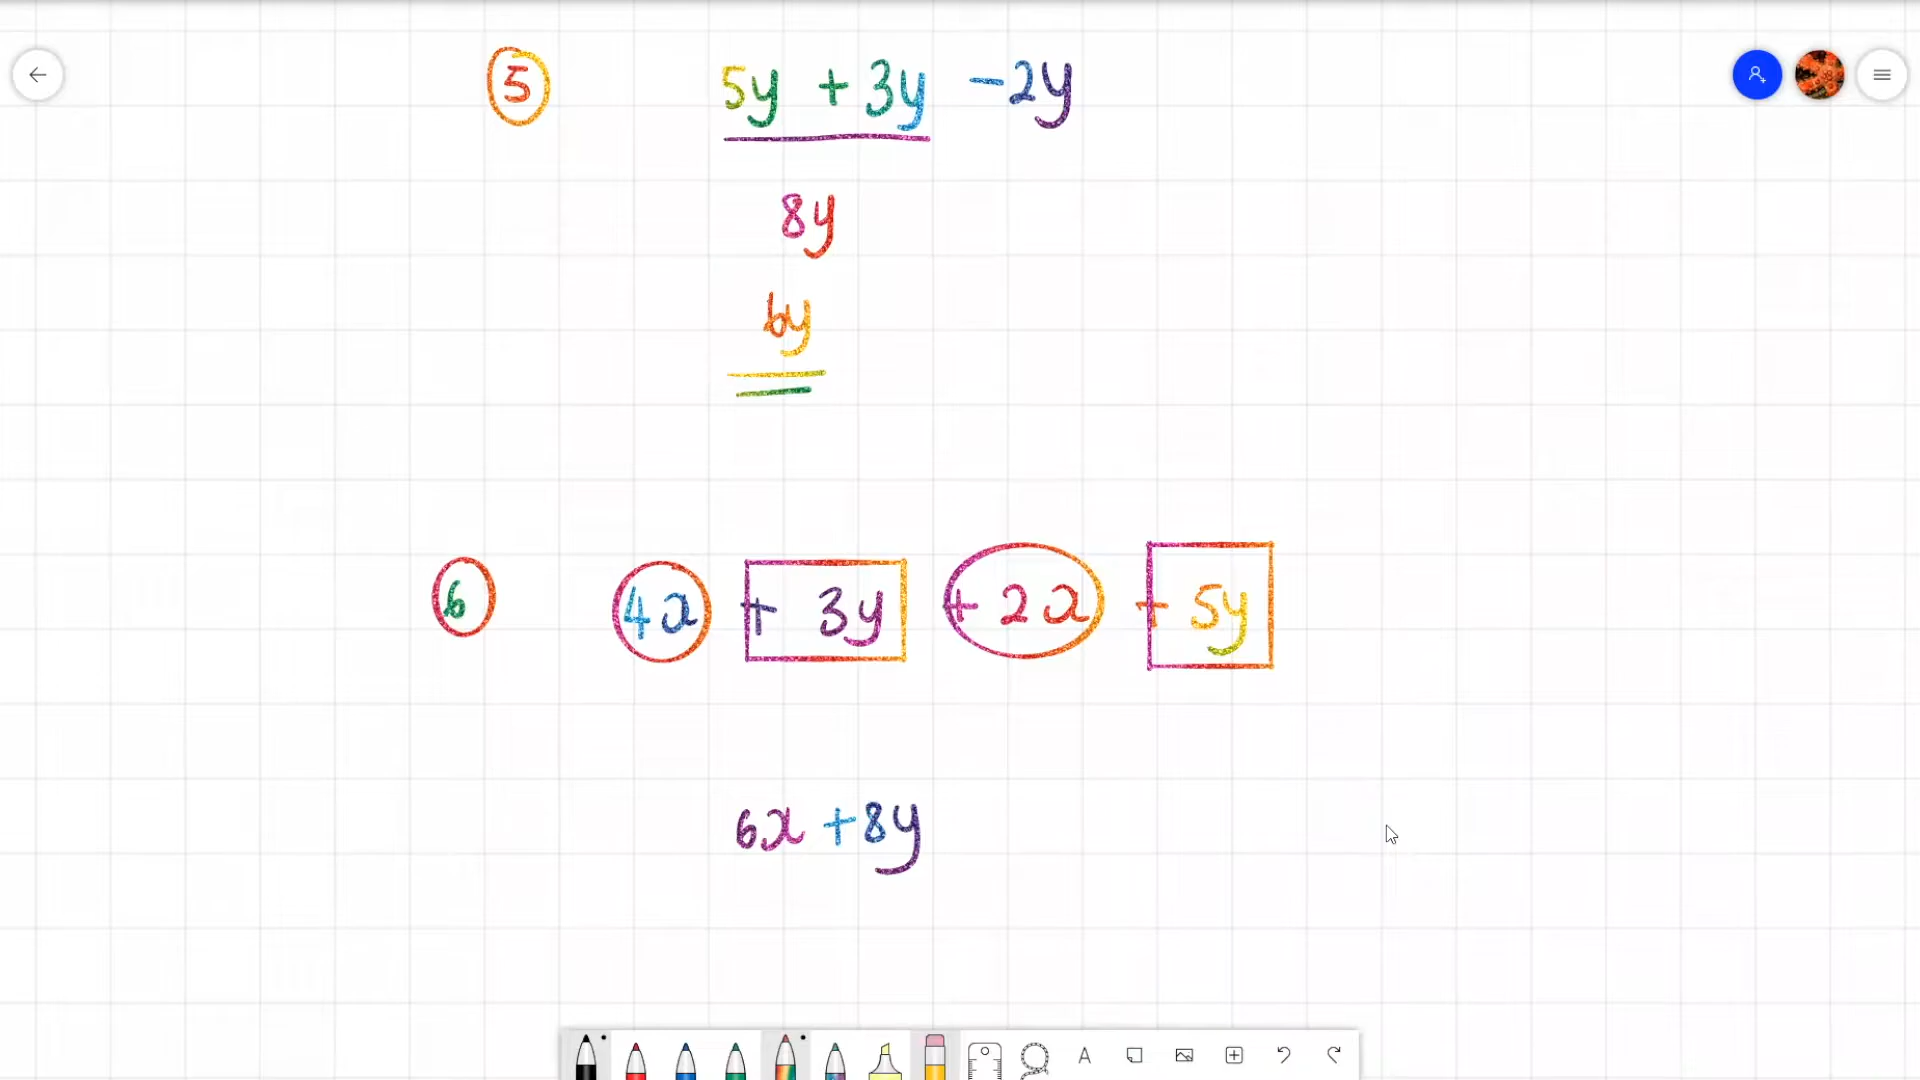 5 5y + 3y - 2y
8y
6y
6 4x + 3y + 2x + 5y
6x + 8y
A